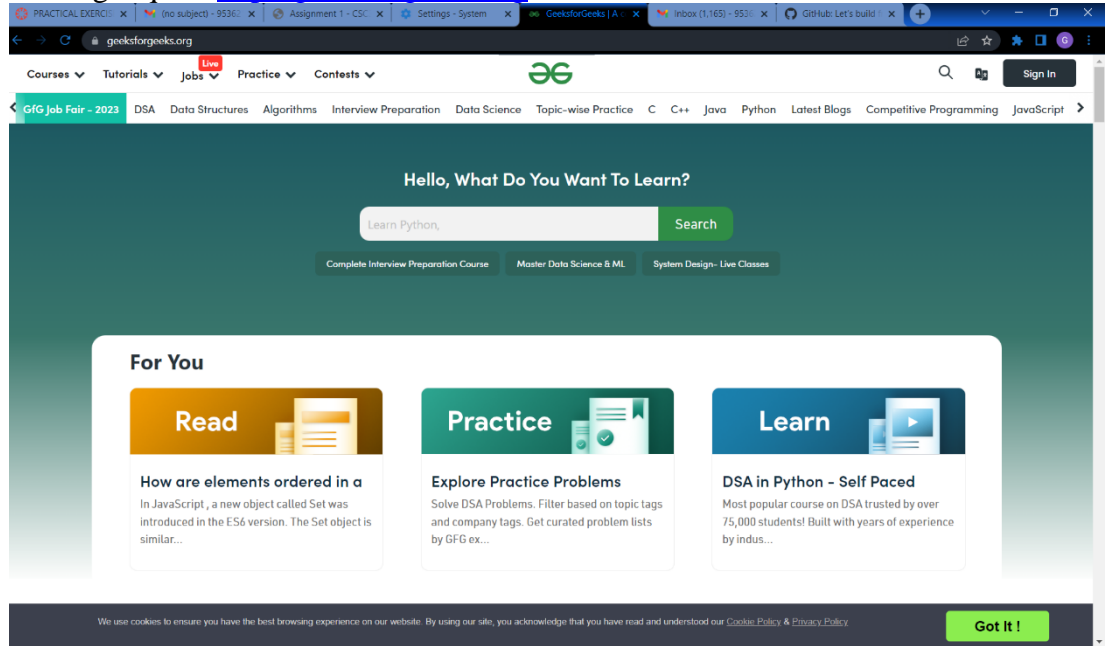 PRACTICAL EXERCIS
(no subject) - 9536
Assignment 1 - CSC
Settings - System
GeeksforGeeks | A
Inbox (1,165) - 953
GitHub: Let's build
geeksforgeeks.org
G
Courses
Tutorials
Live
Jobs
Practice
Contests
Sign In
GfG Job Fair - 2023
DSA
Data Structures
Algorithms
Interview Preparation
Data Science
Topic-wise Practice
C
C++
Java
Python
Latest Blogs
Competitive Programming
JavaScript
Hello, What Do You Want To Learn?
Learn Python,
Search
Complete Interview Preparation Course
Master Data Science & ML
System Design- Live Classes
For You
Read
How are elements ordered in a
In JavaScript , a new object called Set was
introduced in the ES6 version. The Set object is
similar...
Practice
Explore Practice Problems
Solve DSA Problems. Filter based on topic tags
and company tags. Get curated problem lists
by GFG ex...
Learn
DSA in Python - Self Paced
Most popular course on DSA trusted by over
75,000 students! Built with years of experience
by indus...
We use cookies to ensure you have the best browsing experience on our website. By using our site, you acknowledge that you have read and understood our Cookie Policy & Privacy Policy
Got It !